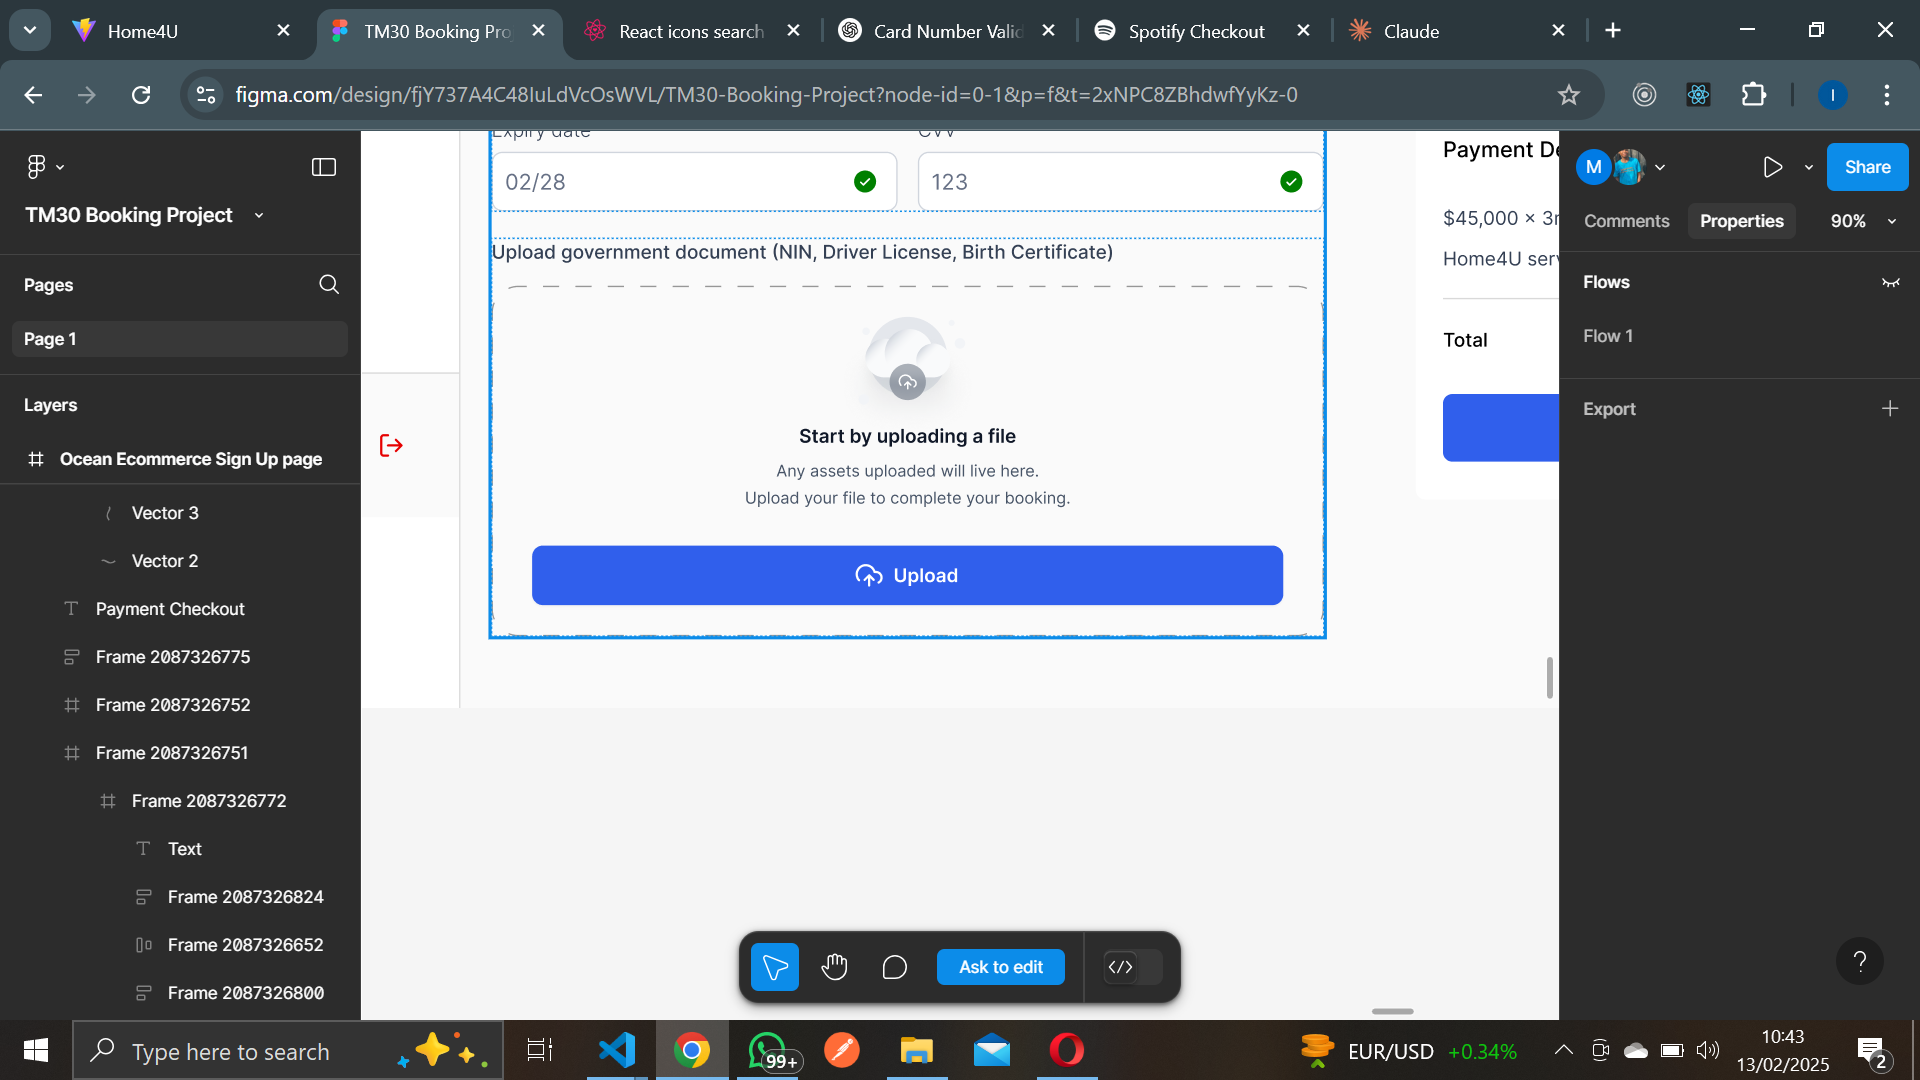 Home4U
TM30 Booking Pro
React icons search
Card Number Valid
Spotify Checkout
Claude
figma.com/design/fjY737A4C48IuLdVcOsWVL/TM30-Booking-Project?node-id=0-1&p=f&t=2xNPC8ZBhdwfYyKz-0
I
TM30 Booking Project
Pages
Page 1
Layers
Ocean Ecommerce Sign Up page
Vector 3
Vector 2
Payment Checkout
Frame 2087326775
Frame 2087326752
Frame 2087326751
Frame 2087326772
Text
Frame 2087326824
Frame 2087326652
Frame 2087326800
Expiry date
CVV
02/28
123
Upload government document (NIN, Driver License, Birth Certificate)
Start by uploading a file
Any assets uploaded will live here.
Upload your file to complete your booking.
Upload
Payment De
$45,000 × 3
Home4U ser
Total
Ask to edit
M
Share
Comments
Properties
90%
Flows
Flow 1
Export
?
Type here to search
99+
EUR/USD
+0.34%
10:43
13/02/2025
2